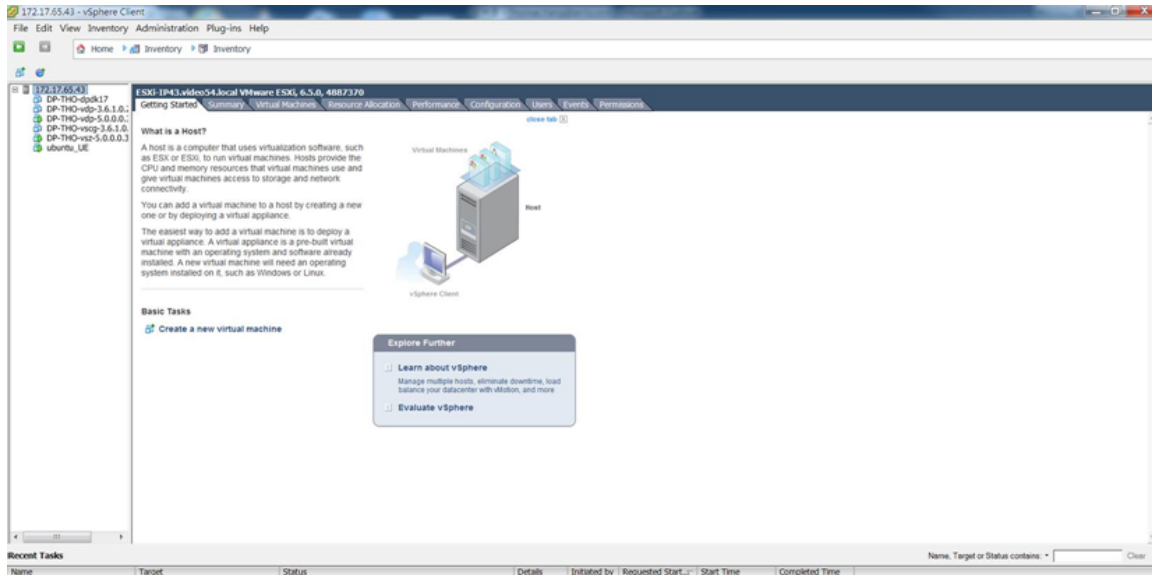 172.17.65.43 - vSphere Client
File Edit View Inventory Administration Plug-ins Help
Home Inventory Inventory
172.17.65.43
DP-THO-dpdk17
DP-THO-vdp-3.6.1.0.
DP-THO-vdp-5.0.0.0.
DP-THO-vscg-3.6.1.0.
DP-THO-vsz-5.0.0.0.3
ubuntu_UE
ESXi-IP43.video54.local VMware ESXi, 6.5.0, 4887370
Getting Started Summary Virtual Machines Resource Allocation Performance Configuration Users Events Permissions
close tab
What is a Host?
A host is a computer that uses virtualization software, such
as ESX or ESXi, to run virtual machines. Hosts provide the
CPU and memory resources that virtual machines use and
give virtual machines access to storage and network
connectivity.
You can add a virtual machine to a host by creating a new
one or by deploying a virtual appliance.
The easiest way to add a virtual machine is to deploy a
virtual appliance. A virtual appliance is a pre-built virtual
machine with an operating system and software already
installed. A new virtual machine will need an operating
system installed on it, such as Windows or Linux.
Basic Tasks
Create a new virtual machine
Virtual Machines
Host
vSphere Client
Explore Further
Learn about vSphere
Manage multiple hosts, eliminate downtime, load
balance your datacenter with vMotion, and more
Evaluate vSphere
Recent Tasks
Name, Target or Status contains:
Clear
Name Target Status Details Initiated by Requested Start... Start Time Completed Time